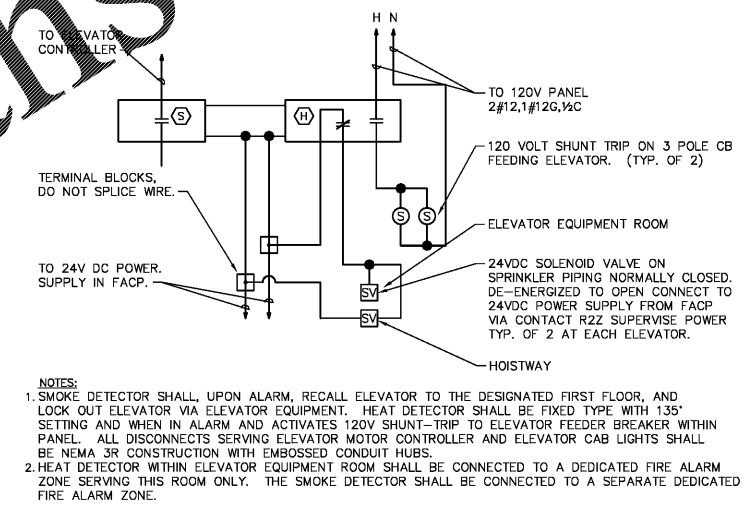 ns
H N
TO ELEVATOR
CONTROLLER
TO 120V PANEL
2#12,1#12G,½C
S
H
120 VOLT SHUNT TRIP ON 3 POLE CB
FEEDING ELEVATOR. (TYP. OF 2)
TERMINAL BLOCKS,
DO NOT SPLICE WIRE.
S S
ELEVATOR EQUIPMENT ROOM
TO 24V DC POWER.
SUPPLY IN FACP.
24VDC SOLENOID VALVE ON
SPRINKLER PIPING NORMALLY CLOSED.
DE-ENERGIZED TO OPEN CONNECT TO
24VDC POWER SUPPLY FROM FACP
VIA CONTACT R2Z SUPERVISE POWER
TYP. OF 2 AT EACH ELEVATOR.
SV
SV
HOISTWAY
NOTES:
1. SMOKE DETECTOR SHALL, UPON ALARM, RECALL ELEVATOR TO THE DESIGNATED FIRST FLOOR, AND
LOCK OUT ELEVATOR VIA ELEVATOR EQUIPMENT. HEAT DETECTOR SHALL BE FIXED TYPE WITH 135°
SETTING AND WHEN IN ALARM AND ACTIVATES 120V SHUNT-TRIP TO ELEVATOR FEEDER BREAKER WITHIN
PANEL. ALL DISCONNECTS SERVING ELEVATOR MOTOR CONTROLLER AND ELEVATOR CAB LIGHTS SHALL
BE NEMA 3R CONSTRUCTION WITH EMBOSSED CONDUIT HUBS.
2. HEAT DETECTOR WITHIN ELEVATOR EQUIPMENT ROOM SHALL BE CONNECTED TO A DEDICATED FIRE ALARM
ZONE SERVING THIS ROOM ONLY. THE SMOKE DETECTOR SHALL BE CONNECTED TO A SEPARATE DEDICATED
FIRE ALARM ZONE.